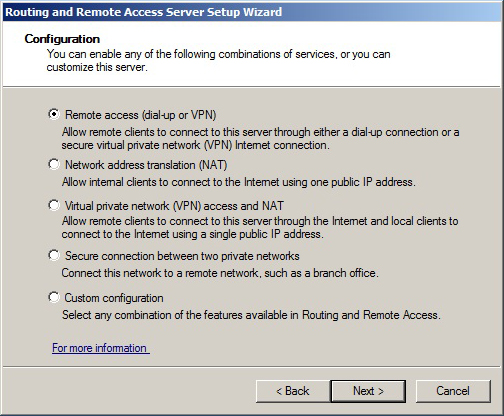 Routing and Remote Access Server Setup Wizard
Configuration
You can enable any of the following combinations of services, or you can
customize this server.
Remote access (dial-up or VPN)
Allow remote clients to connect to this server through either a dial-up connection or a
secure virtual private network (VPN) Internet connection.
Network address translation (NAT)
Allow internal clients to connect to the Internet using one public IP address.
Virtual private network (VPN) access and NAT
Allow remote clients to connect to this server through the Internet and local clients to
connect to the Internet using a single public IP address.
Secure connection between two private networks
Connect this network to a remote network, such as a branch office.
Custom configuration
Select any combination of the features available in Routing and Remote Access.
For more information
< Back
Next >
Cancel